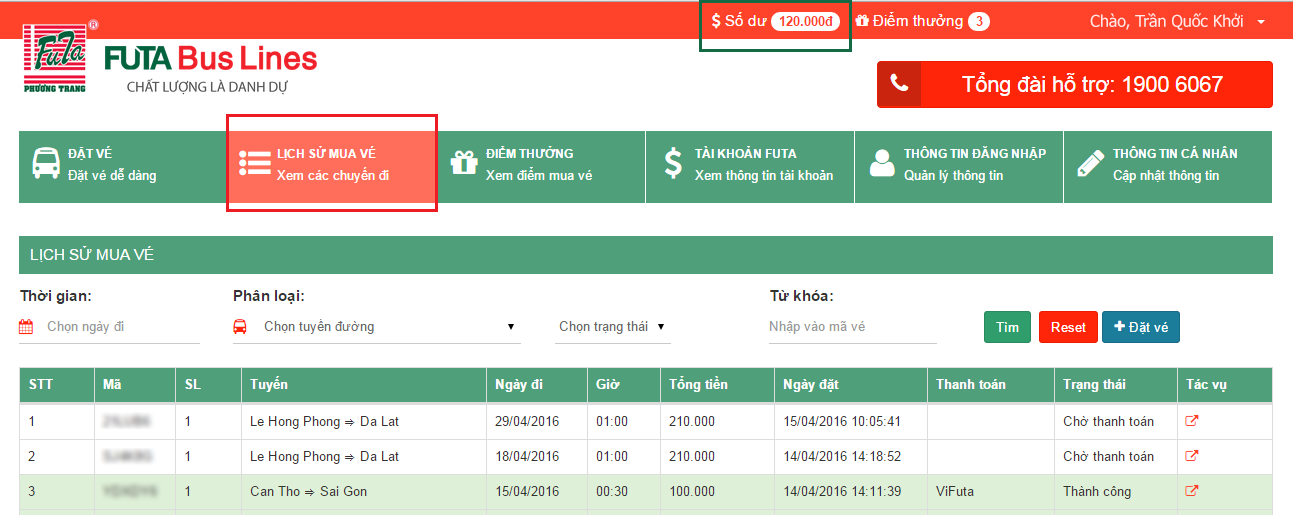 Số dư 120.000đ Điểm thưởng 3 Chào, Trần Quốc Khởi
FuTa ®
PHƯƠNG TRANG
FUTA Bus Lines
CHẤT LƯỢNG LÀ DANH DỰ
Tổng đài hỗ trợ: 1900 6067
ĐẶT VÉ
Đặt vé dễ dàng
LỊCH SỬ MUA VÉ
Xem các chuyến đi
ĐIỂM THƯỞNG
Xem điểm mua vé
TÀI KHOẢN FUTA
Xem thông tin tài khoản
THÔNG TIN ĐĂNG NHẬP
Quản lý thông tin
THÔNG TIN CÁ NHÂN
Cập nhật thông tin
LỊCH SỬ MUA VÉ
Thời gian: Phân loại: Từ khóa:
Chọn ngày đi Chọn tuyến đường Chọn trạng thái Nhập vào mã vé Tìm Reset Đặt vé
STT Mã SL Tuyến Ngày đi Giờ Tổng tiền Ngày đặt Thanh toán Trạng thái Tác vụ
1 1 Le Hong Phong ⇒ Da Lat 29/04/2016 01:00 210.000 15/04/2016 10:05:41 Chờ thanh toán
2 1 Le Hong Phong ⇒ Da Lat 18/04/2016 01:00 210.000 14/04/2016 14:18:52 Chờ thanh toán
3 1 Can Tho ⇒ Sai Gon 15/04/2016 00:30 100.000 14/04/2016 14:11:39 ViFuta Thành công